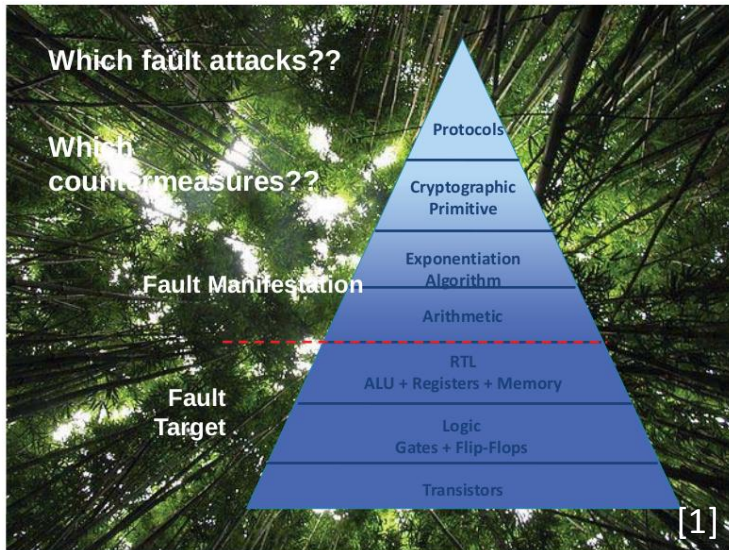 Which fault attacks??
Which
countermeasures??
Protocols
Cryptographic
Primitive
Exponentiation
Algorithm
Fault Manifestation
Arithmetic
RTL
ALU + Registers + Memory
Fault
Target
Logic
Gates + Flip-Flops
Transistors
[1]